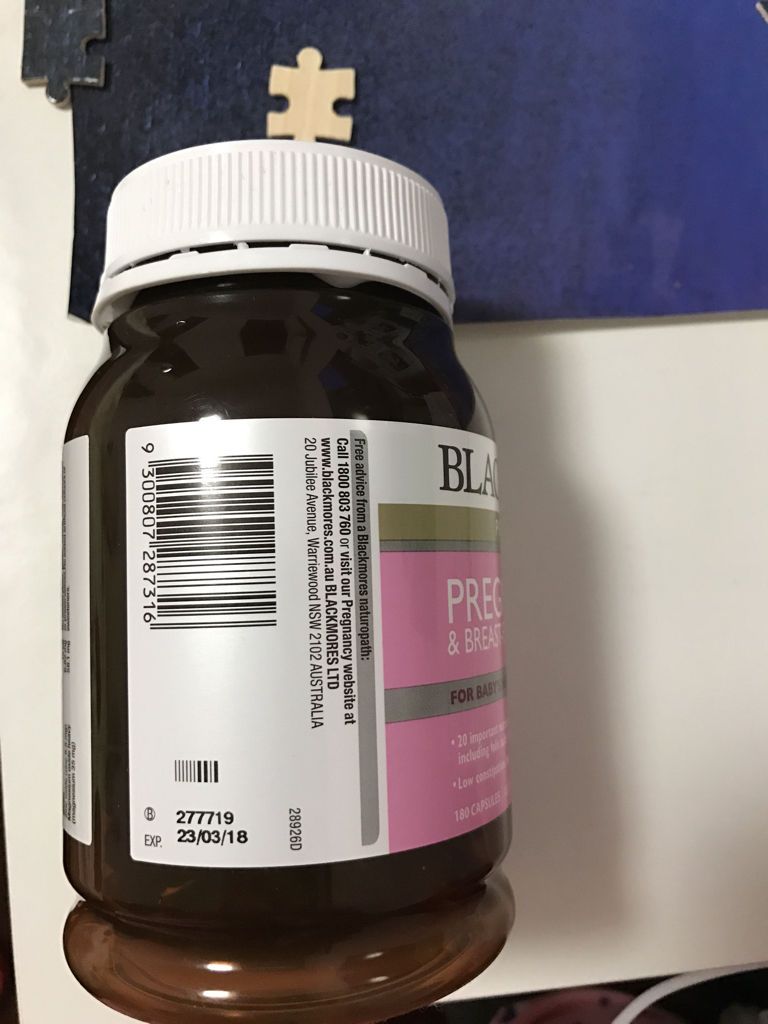 Free advice from a Blackmores naturopath:
Call 1800 803 760 or visit our Pregnancy website at
www.blackmores.com.au BLACKMORES LTD
20 Jubilee Avenue, Warriewood NSW 2102 AUSTRALIA
9 300807 287316
B 277719
EXP. 23/03/18
28926D
BLAC
PREG
& BREAST
FOR BABY'S
• 20 important
including
• Low
180 CAPSULES